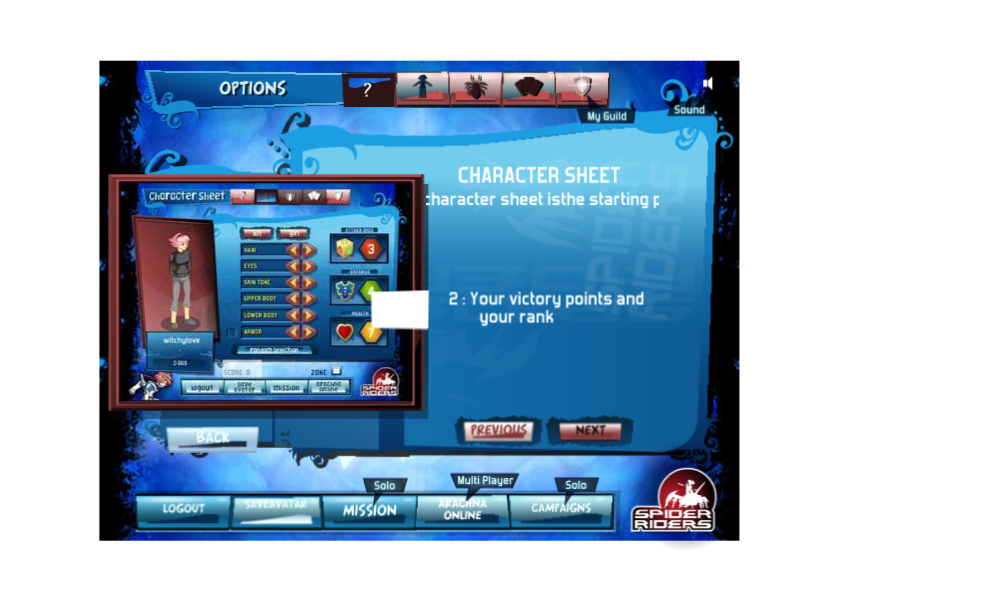 OPTIONS
?
My Guild
Sound
CHARACTER SHEET
character sheet isthe starting
2 : Your victory points and
your rank
Character Sheet
?
HAIR
EYES
SKIN TONE
UPPER BODY
LOWER BODY
ARMOR
3
witchylove
SCORE 0
ZONE:
logout
save avatar
mission
arachna online
SPIDER RIDERS
BACK
PREVIOUS
NEXT
Solo
Multi Player
Solo
LOGOUT
SAVE AVATAR
MISSION
ARACHNA
ONLINE
CAMPAIGNS
SPIDER
RIDERS